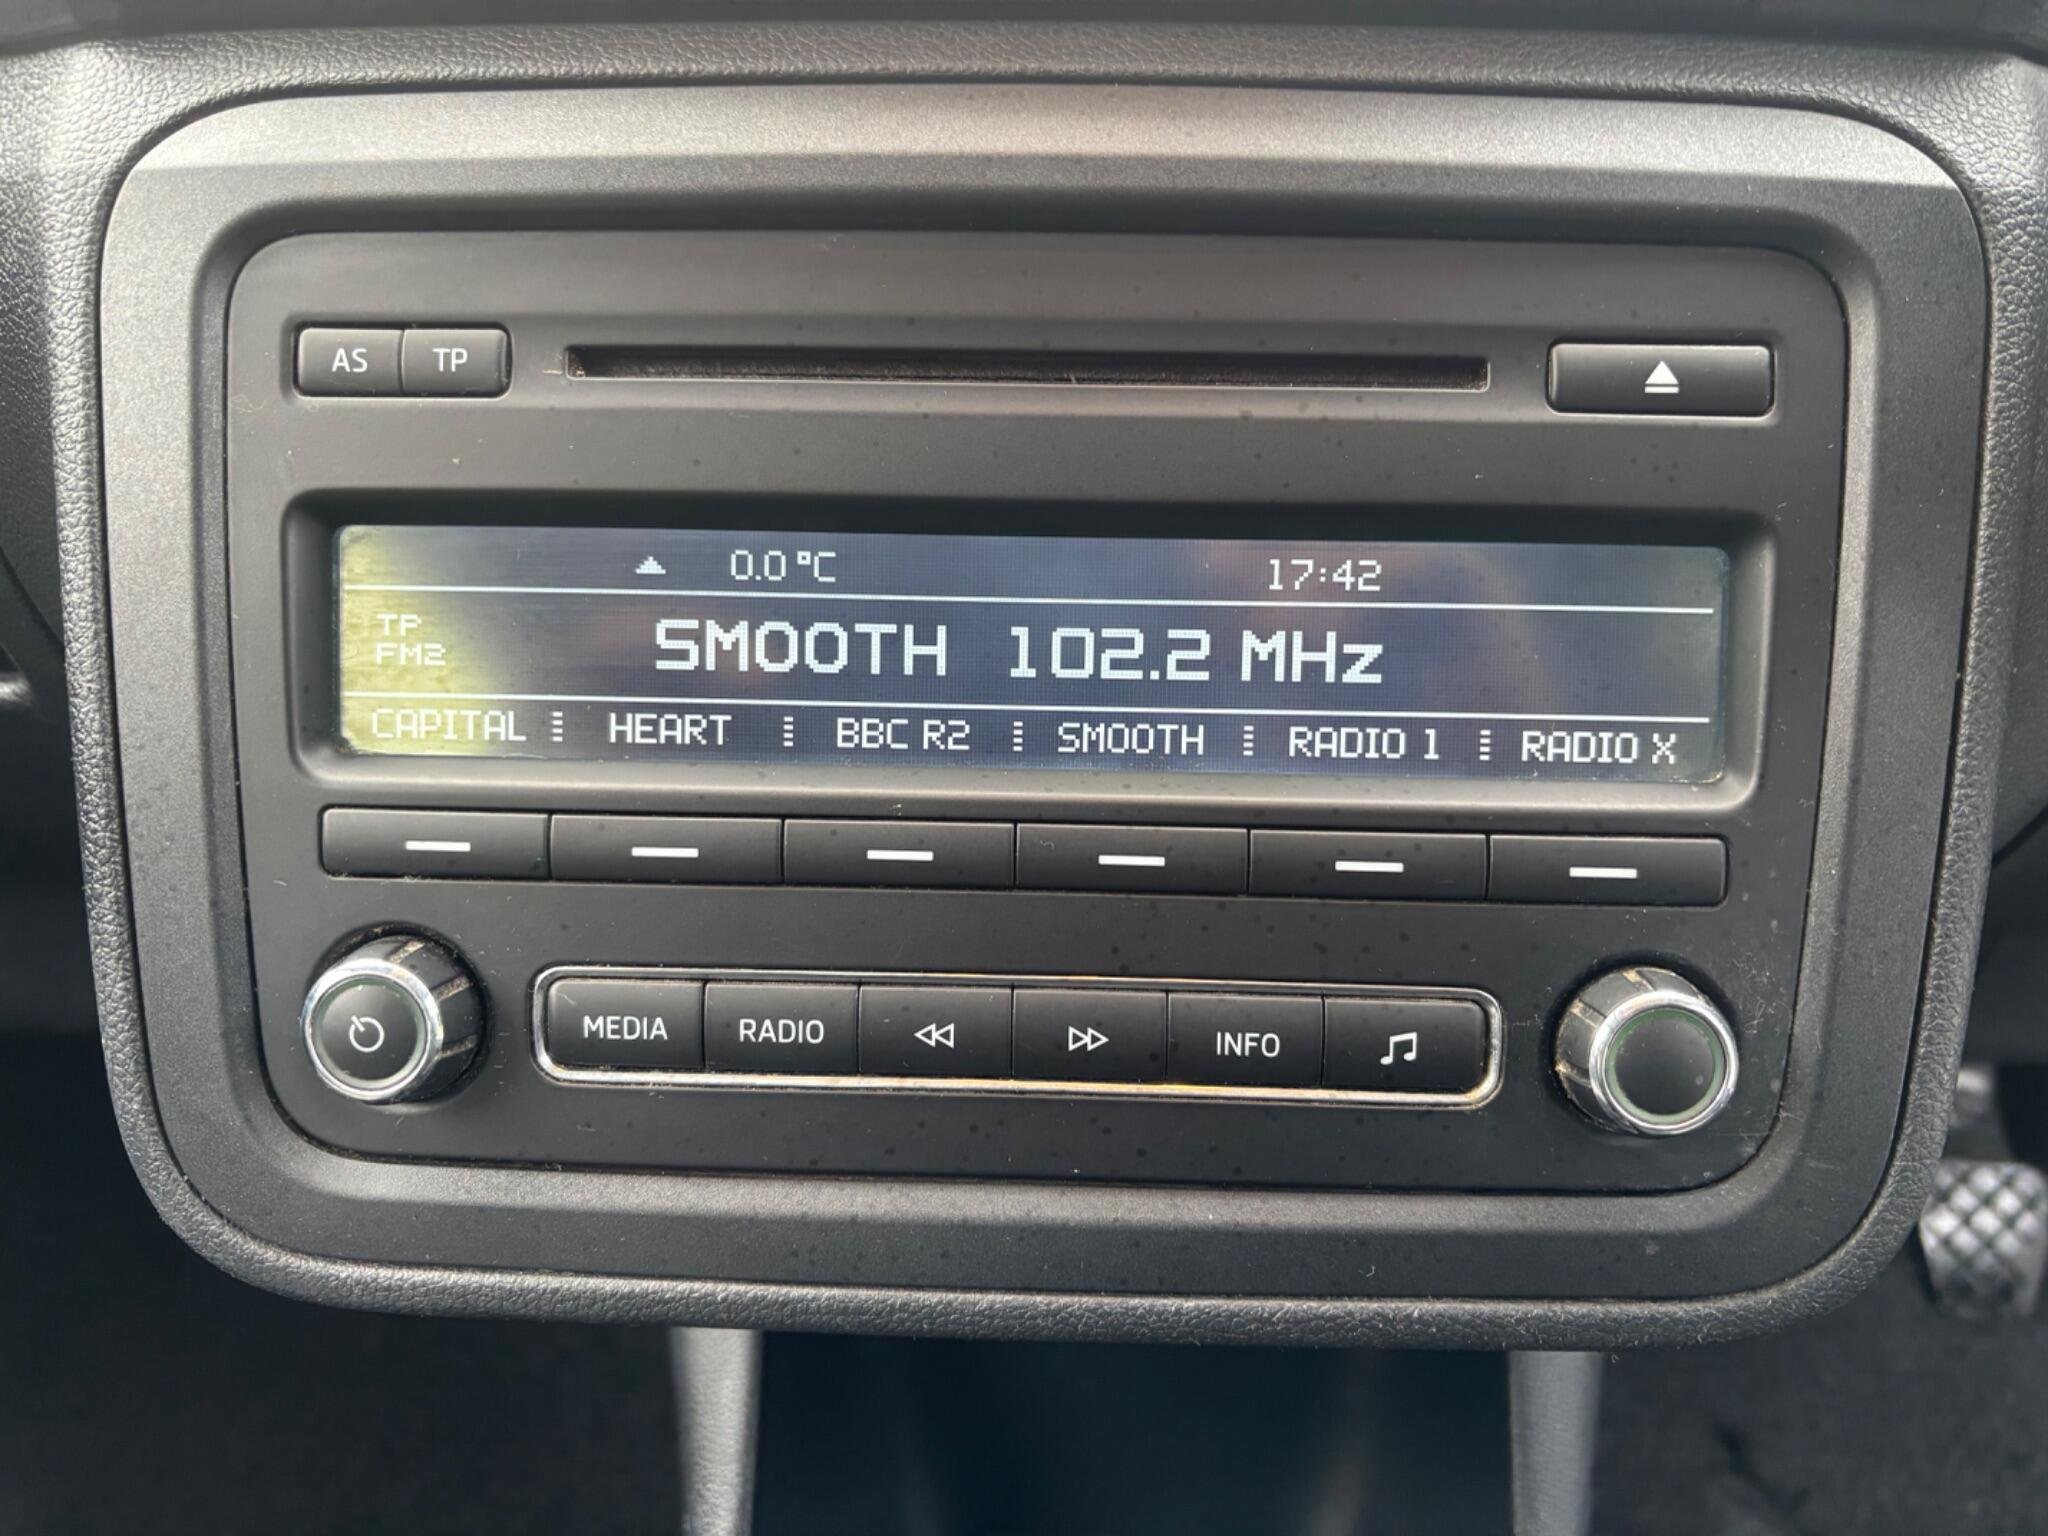 AS TP
0.0°C 17:42
TP
FM2
SMOOTH 102.2 MHz
CAPITAL HEART BBC R2 SMOOTH RADIO 1 RADIO X
MEDIA RADIO INFO